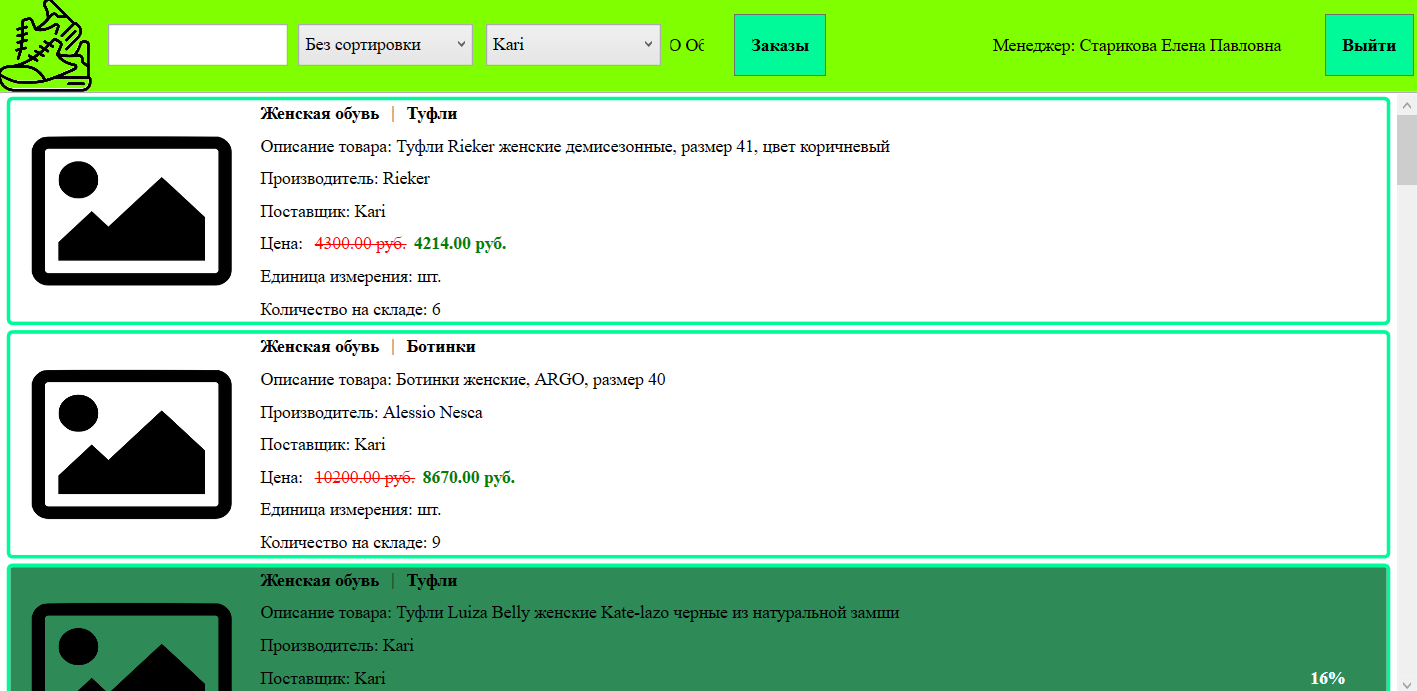 Без сортировки Kari О Об Заказы Менеджер: Старикова Елена Павловна Выйти
Женская обувь | Туфли
Описание товара: Туфли Rieker женские демисезонные, размер 41, цвет коричневый
Производитель: Rieker
Поставщик: Kari
Цена: 4300.00 руб. 4214.00 руб.
Единица измерения: шт.
Количество на складе: 6
Женская обувь | Ботинки
Описание товара: Ботинки женские, ARGO, размер 40
Производитель: Alessio Nesca
Поставщик: Kari
Цена: 10200.00 руб. 8670.00 руб.
Единица измерения: шт.
Количество на складе: 9
Женская обувь | Туфли
Описание товара: Туфли Luiza Belly женские Kate-lazo черные из натуральной замши
Производитель: Kari
Поставщик: Kari 16%